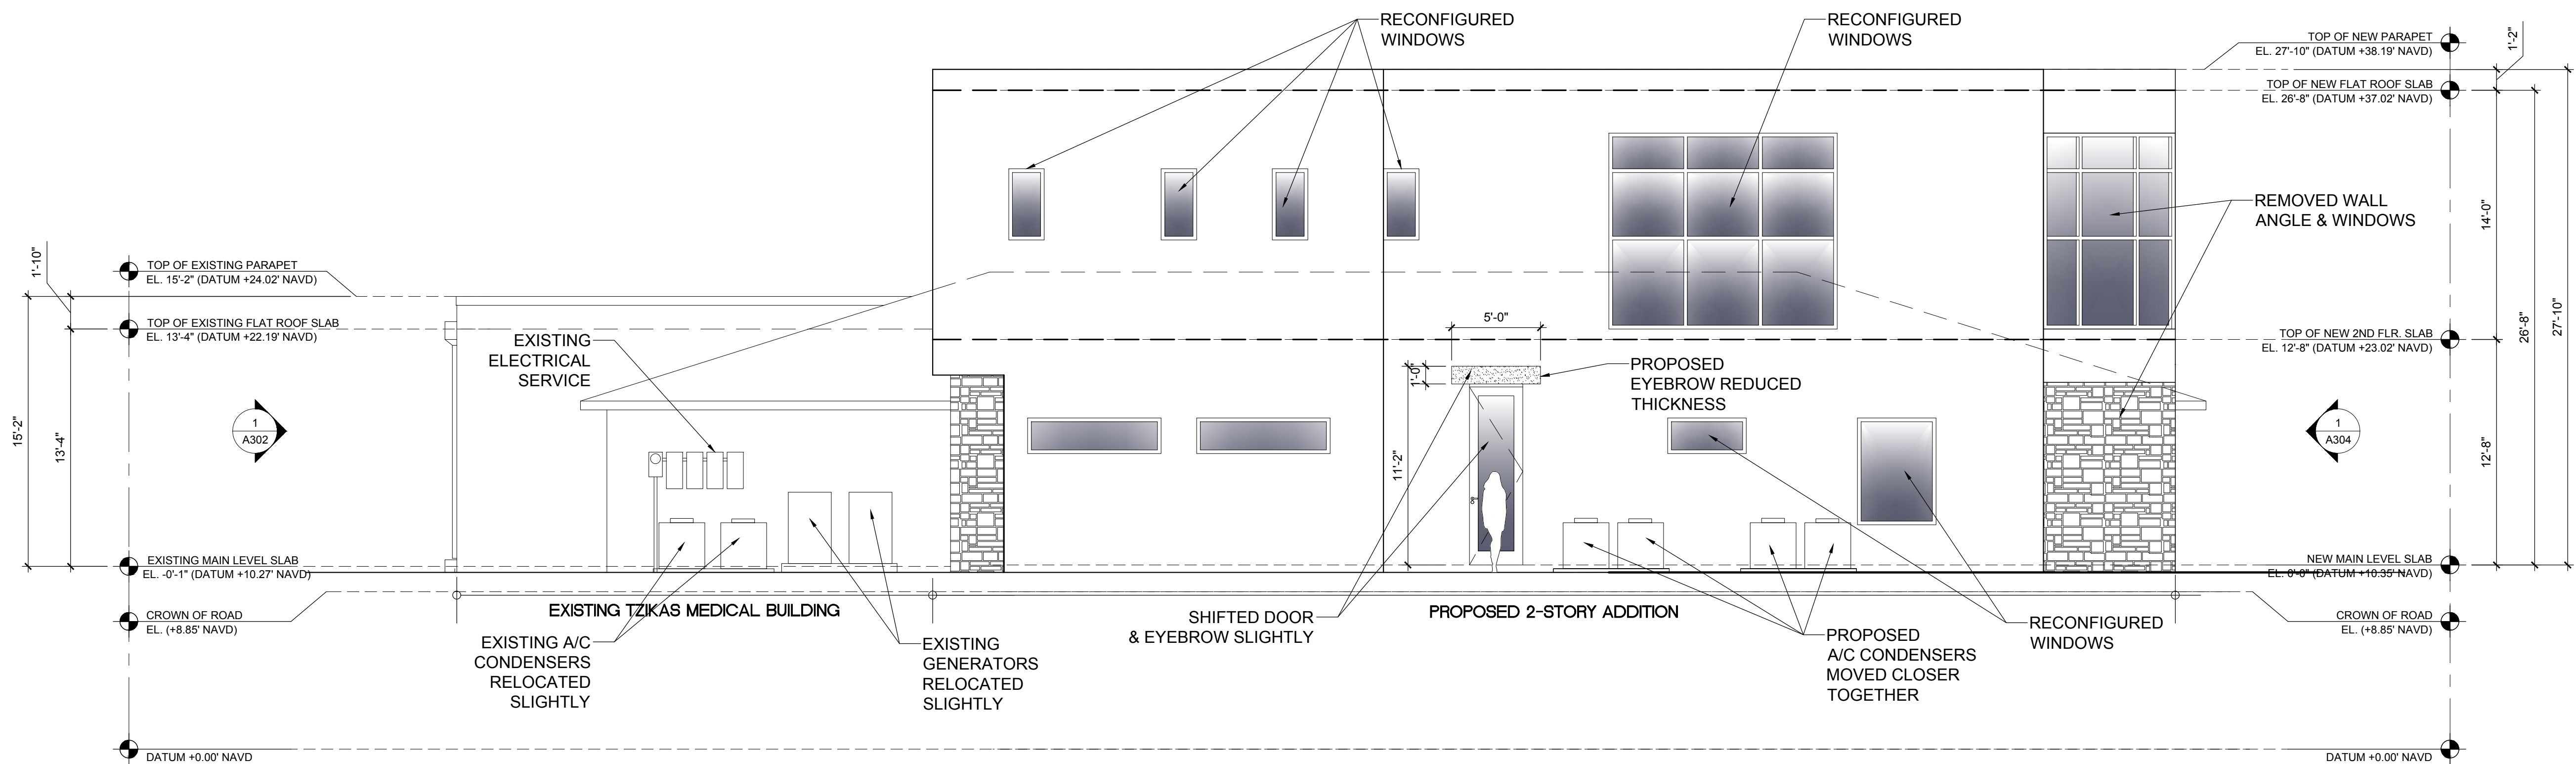 RECONFIGURED
WINDOWS
RECONFIGURED
WINDOWS
TOP OF NEW PARAPET
EL. 27'-10" (DATUM +38.19' NAVD)
1'-2"
TOP OF NEW FLAT ROOF SLAB
EL. 26'-8" (DATUM +37.02' NAVD)
REMOVED WALL
ANGLE & WINDOWS
14'-0"
26'-8"
27'-10"
1'-10"
TOP OF EXISTING PARAPET
EL. 15'-2" (DATUM +24.02' NAVD)
TOP OF EXISTING FLAT ROOF SLAB
EL. 13'-4" (DATUM +22.19' NAVD)
EXISTING
ELECTRICAL
SERVICE
5'-0"
1'-0"
PROPOSED
EYEBROW REDUCED
THICKNESS
TOP OF NEW 2ND FLR. SLAB
EL. 12'-8" (DATUM +23.02' NAVD)
15'-2"
13'-4"
1
A302
11'-2"
1
A304
12'-8"
EXISTING MAIN LEVEL SLAB
EL. -0'-1" (DATUM +10.27' NAVD)
NEW MAIN LEVEL SLAB
EL. 0'-0" (DATUM +10.35' NAVD)
CROWN OF ROAD
EL. (+8.85' NAVD)
EXISTING TZIKAS MEDICAL BUILDING
PROPOSED 2-STORY ADDITION
CROWN OF ROAD
EL. (+8.85' NAVD)
EXISTING A/C
CONDENSERS
RELOCATED
SLIGHTLY
EXISTING
GENERATORS
RELOCATED
SLIGHTLY
SHIFTED DOOR
& EYEBROW SLIGHTLY
PROPOSED
A/C CONDENSERS
MOVED CLOSER
TOGETHER
RECONFIGURED
WINDOWS
DATUM +0.00' NAVD
DATUM +0.00' NAVD